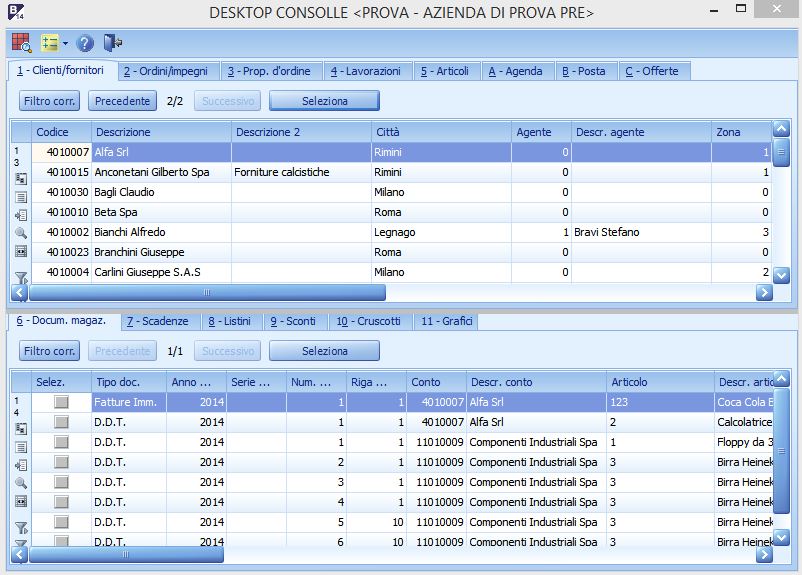 B 14 DESKTOP CONSOLLE <PROVA - AZIENDA DI PROVA PRE>
1 - Clienti/fornitori 2 - Ordini/impegni 3 - Prop. d'ordine 4 - Lavorazioni 5 - Articoli A - Agenda B - Posta C - Offerte
Filtro corr. Precedente 2/2 Successivo Seleziona
Codice Descrizione Descrizione 2 Città Agente Descr. agente Zona
1
3
4010007 Alfa Srl Rimini 0 1
4010015 Anconetani Gilberto Spa Forniture calcistiche Rimini 0 1
4010030 Bagli Claudio Milano 0 0
4010010 Beta Spa Roma 0 0
4010002 Bianchi Alfredo Legnago 1 Bravi Stefano 3
4010023 Branchini Giuseppe Roma 0 0
4010004 Carlini Giuseppe S.A.S Milano 0 2
6 - Docum. magaz. 7 - Scadenze 8 - Listini 9 - Sconti 10 - Cruscotti 11 - Grafici
Filtro corr. Precedente 1/1 Successivo Seleziona
Selez. Tipo doc. Anno ... Serie ... Num. ... Riga ... Conto Descr. conto Articolo Descr. artic
1
4
Fatture Imm. 2014 1 1 4010007 Alfa Srl 123 Coca Cola E
D.D.T. 2014 1 1 4010007 Alfa Srl 2 Calcolatrice
D.D.T. 2014 1 1 11010009 Componenti Industriali Spa 1 Floppy da 3
D.D.T. 2014 2 1 11010009 Componenti Industriali Spa 3 Birra Heinek
D.D.T. 2014 3 1 11010009 Componenti Industriali Spa 3 Birra Heinek
D.D.T. 2014 4 1 11010009 Componenti Industriali Spa 3 Birra Heinek
D.D.T. 2014 5 10 11010009 Componenti Industriali Spa 3 Birra Heinek
D.D.T. 2014 6 10 11010009 Componenti Industriali Spa 3 Birra Heinek